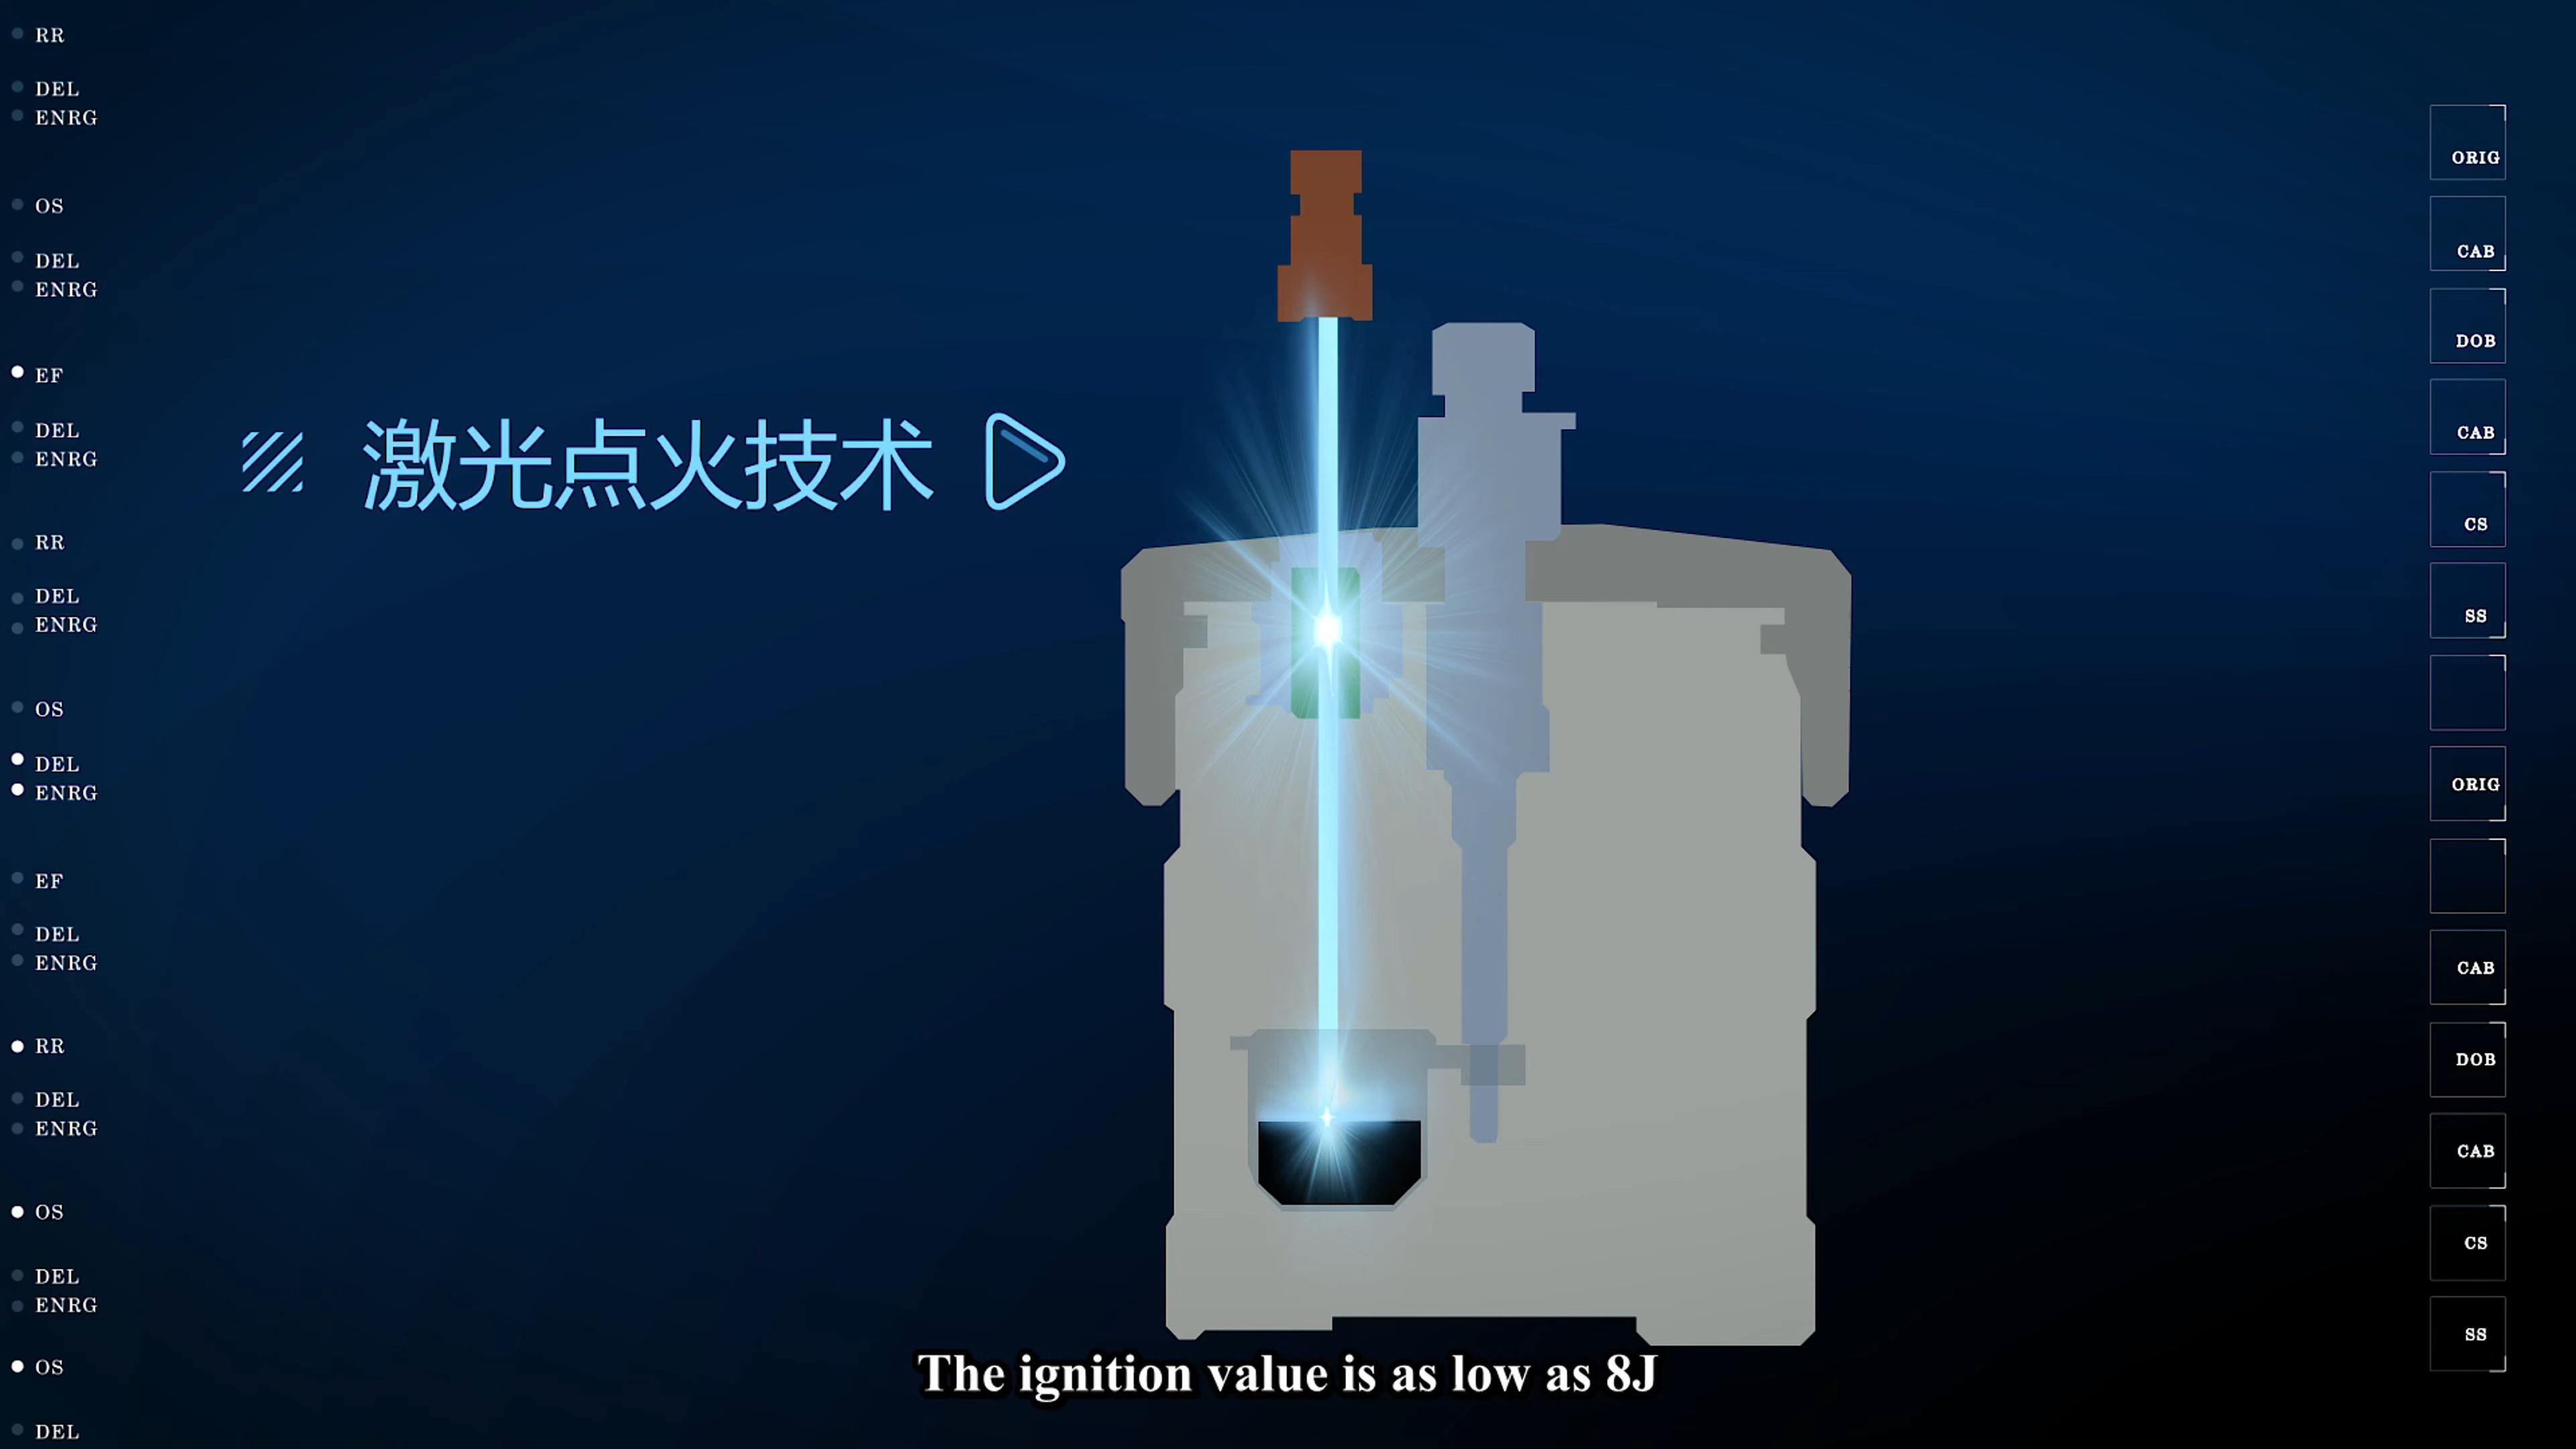 RR
DEL
ENRG
OS
DEL
ENRG
EF
DEL
ENRG
RR
DEL
ENRG
OS
DEL
ENRG
EF
DEL
ENRG
RR
DEL
ENRG
OS
DEL
ENRG
OS
DEL
激光点火技术
ORIG
CAB
DOB
CAB
CS
SS
ORIG
CAB
DOB
CAB
CS
SS
The ignition value is as low as 8J